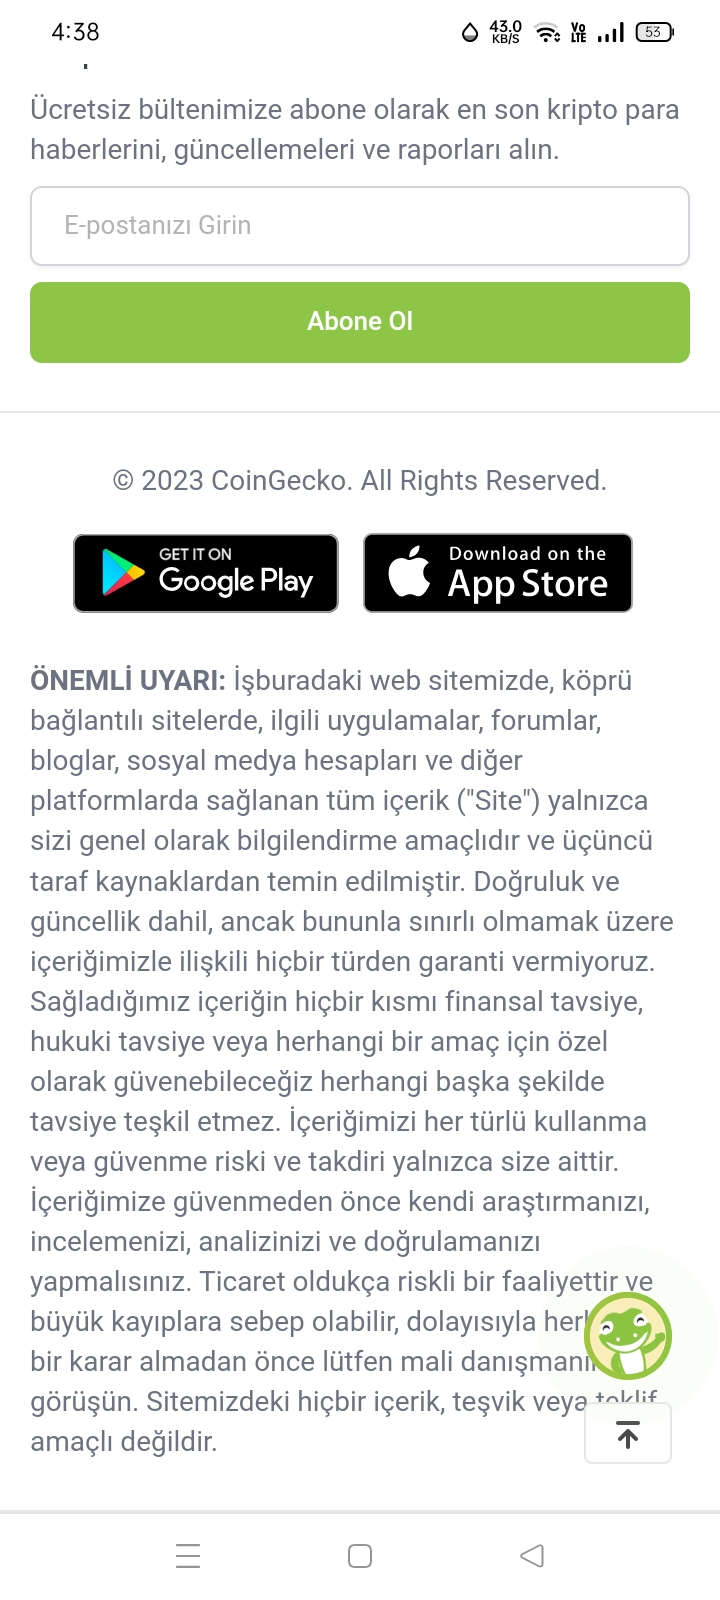 4:38
43.0
KB/S
Vo
LTE
53
Ücretsiz bültenimize abone olarak en son kripto para
haberlerini, güncellemeleri ve raporları alın.
E-postanızı Girin
Abone Ol
© 2023 CoinGecko. All Rights Reserved.
GET IT ON
Google Play
Download on the
App Store
ÖNEMLİ UYARI: İşburadaki web sitemizde, köprü
bağlantılı sitelerde, ilgili uygulamalar, forumlar,
bloglar, sosyal medya hesapları ve diğer
platformlarda sağlanan tüm içerik ("Site") yalnızca
sizi genel olarak bilgilendirme amaçlıdır ve üçüncü
taraf kaynaklardan temin edilmiştir. Doğruluk ve
güncellik dahil, ancak bununla sınırlı olmamak üzere
içeriğimizle ilişkili hiçbir türden garanti vermiyoruz.
Sağladığımız içeriğin hiçbir kısmı finansal tavsiye,
hukuki tavsiye veya herhangi bir amaç için özel
olarak güvenebileceğiz herhangi başka şekilde
tavsiye teşkil etmez. İçeriğimizi her türlü kullanma
veya güvenme riski ve takdiri yalnızca size aittir.
İçeriğimize güvenmeden önce kendi araştırmanızı,
incelemenizi, analizinizi ve doğrulamanızı
yapmalısınız. Ticaret oldukça riskli bir faaliyettir ve
büyük kayıplara sebep olabilir, dolayısıyla
bir karar almadan önce lütfen mali
görüşün. Sitemizdeki hiçbir içerik, teşvik veya teklif
amaçlı değildir.